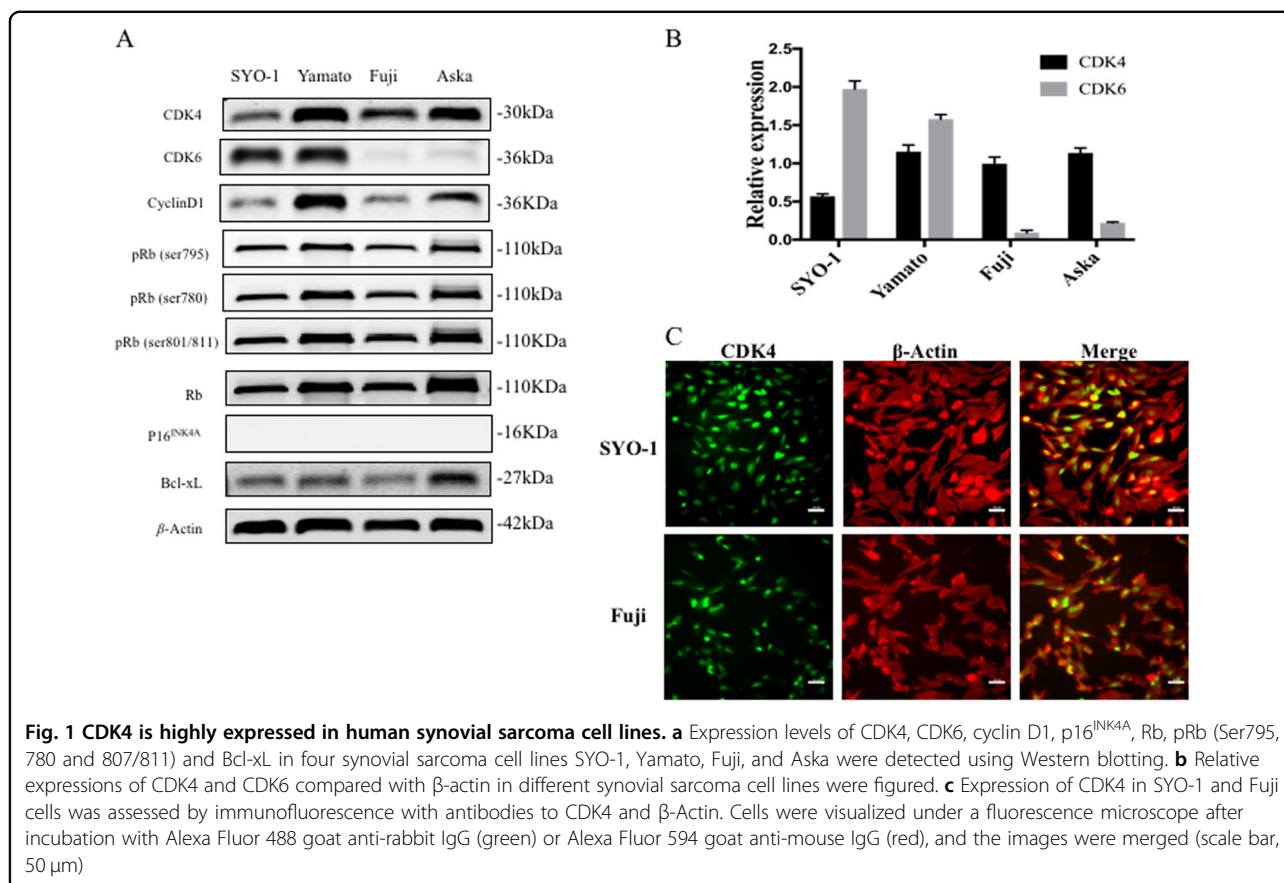 A
SYO-1 Yamato Fuji Aska
CDK4 -30kDa
CDK6 -36kDa
CyclinD1 -36KDa
pRb (ser795) -110kDa
pRb (ser780) -110kDa
pRb (ser801/811) -110KDa
Rb -110KDa
P16INK4A -16KDa
Bcl-xL -27kDa
β-Actin -42kDa
B
CDK4
CDK6
Relative expression
2.5
2.0
1.5
1.0
0.5
0.0
SYO-1 Yamato Fuji Aska
C
CDK4 β-Actin Merge
SYO-1
Fuji
Fig. 1 CDK4 is highly expressed in human synovial sarcoma cell lines. a Expression levels of CDK4, CDK6, cyclin D1, p16INK4A, Rb, pRb (Ser795,
780 and 807/811) and Bcl-xL in four synovial sarcoma cell lines SYO-1, Yamato, Fuji, and Aska were detected using Western blotting. b Relative
expressions of CDK4 and CDK6 compared with β-actin in different synovial sarcoma cell lines were figured. c Expression of CDK4 in SYO-1 and Fuji
cells was assessed by immunofluorescence with antibodies to CDK4 and β-Actin. Cells were visualized under a fluorescence microscope after
incubation with Alexa Fluor 488 goat anti-rabbit IgG (green) or Alexa Fluor 594 goat anti-mouse IgG (red), and the images were merged (scale bar,
50 µm)